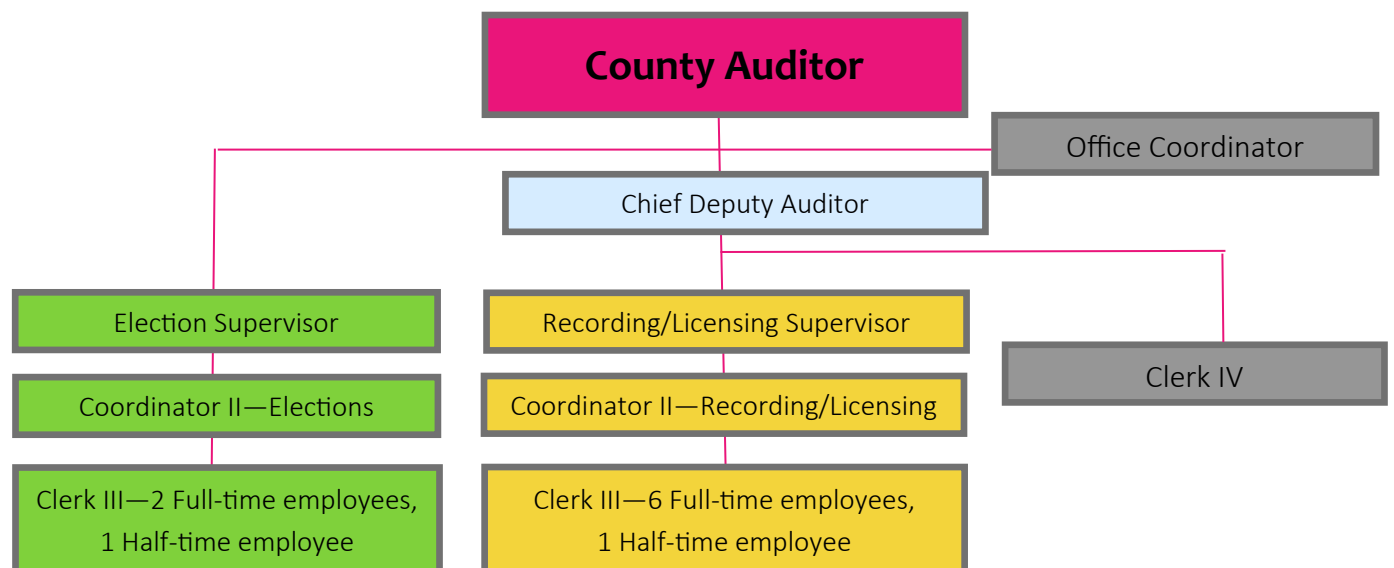 County Auditor
Office Coordinator
Chief Deputy Auditor
Election Supervisor
Recording/Licensing Supervisor
Clerk IV
Coordinator II—Elections
Coordinator II—Recording/Licensing
Clerk III—2 Full-time employees,
1 Half-time employee
Clerk III—6 Full-time employees,
1 Half-time employee